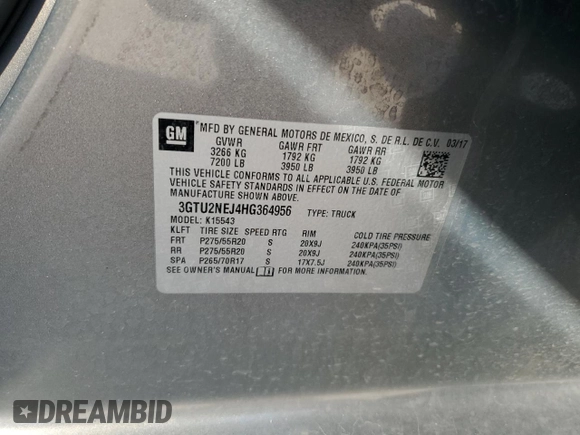 GM MFD BY GENERAL MOTORS DE MEXICO, S. DE R.L. DE C.V. 03/17
GVWR GAWR FRT GAWR RR
3266 KG 1792 KG 1792 KG
7200 LB 3950 LB 3950 LB
THIS VEHICLE CONFORMS TO ALL APPLICABLE U.S. FEDERAL MOTOR
VEHICLE SAFETY STANDARDS IN EFFECT ON THE DATE OF
MANUFACTURE SHOWN ABOVE.
3GTU2NEJ4HG364956 TYPE: TRUCK
MODEL: K15543
KLFT TIRE SIZE SPEED RTG RIM COLD TIRE PRESSURE
FRT P275/55R20 S 20X9J 240KPA(35PSI)
RR P275/55R20 S 20X9J 240KPA(35PSI)
SPA P265/70R17 S 17X7.5J 240KPA(35PSI)
SEE OWNER'S MANUAL FOR MORE INFORMATION.
DREAMBID